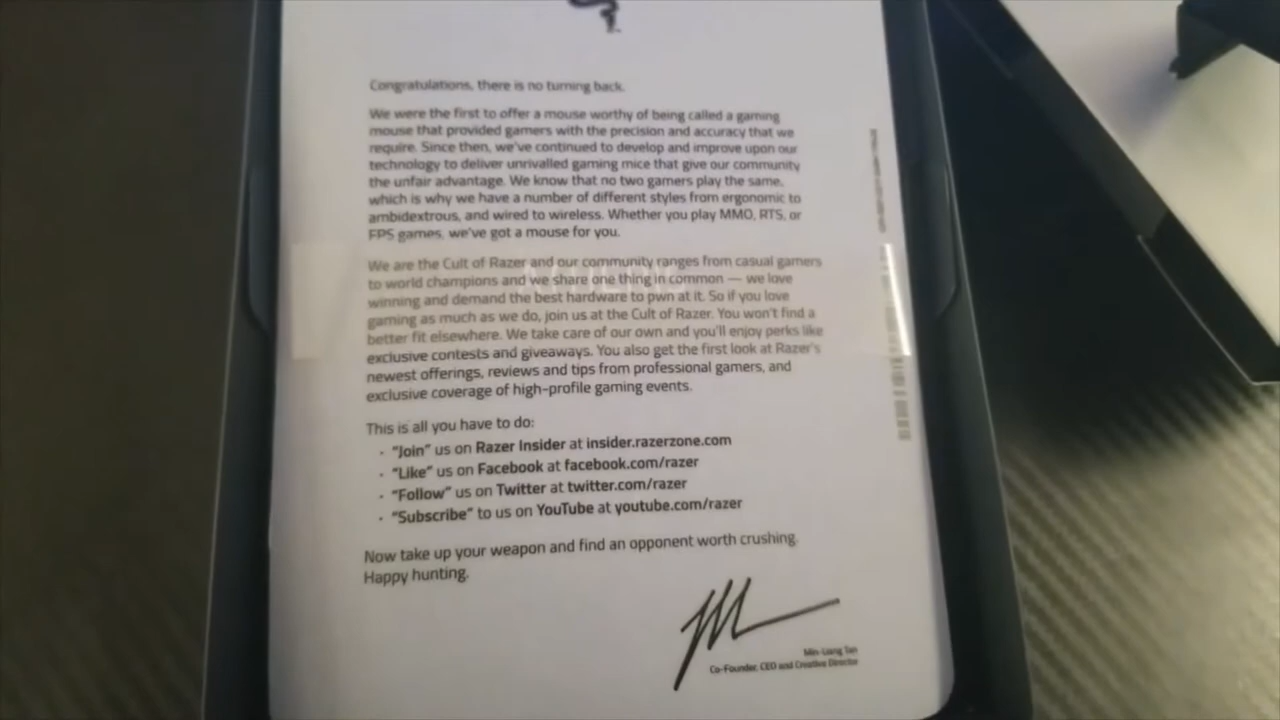 Congratulations, there is no turning back.
We were the first to offer a mouse worthy of being called a gaming
mouse that provided gamers with the precision and accuracy that we
require. Since then, we've continued to develop and improve upon our
technology to deliver unrivalled gaming mice that give our community
the unfair advantage. We know that no two gamers play the same,
which is why we have a number of different styles from ergonomic to
ambidextrous, and wired to wireless. Whether you play MMO, RTS, or
FPS games, we've got a mouse for you.
We are the Cult of Razer and our community ranges from casual gamers
to world champions and we share one thing in common — we love
winning and demand the best hardware to pwn at it. So if you love
gaming as much as we do, join us at the Cult of Razer. You won't find a
better fit elsewhere. We take care of our own and you'll enjoy perks like
exclusive contests and giveaways. You also get the first look at Razer's
newest offerings, reviews and tips from professional gamers, and
exclusive coverage of high-profile gaming events.
This is all you have to do:
· "Join" us on Razer Insider at insider.razerzone.com
· "Like" us on Facebook at facebook.com/razer
· "Follow" us on Twitter at twitter.com/razer
· "Subscribe" to us on YouTube at youtube.com/razer
Now take up your weapon and find an opponent worth crushing.
Happy hunting.
Min-Liang Tan
Co-Founder, CEO and Creative Director